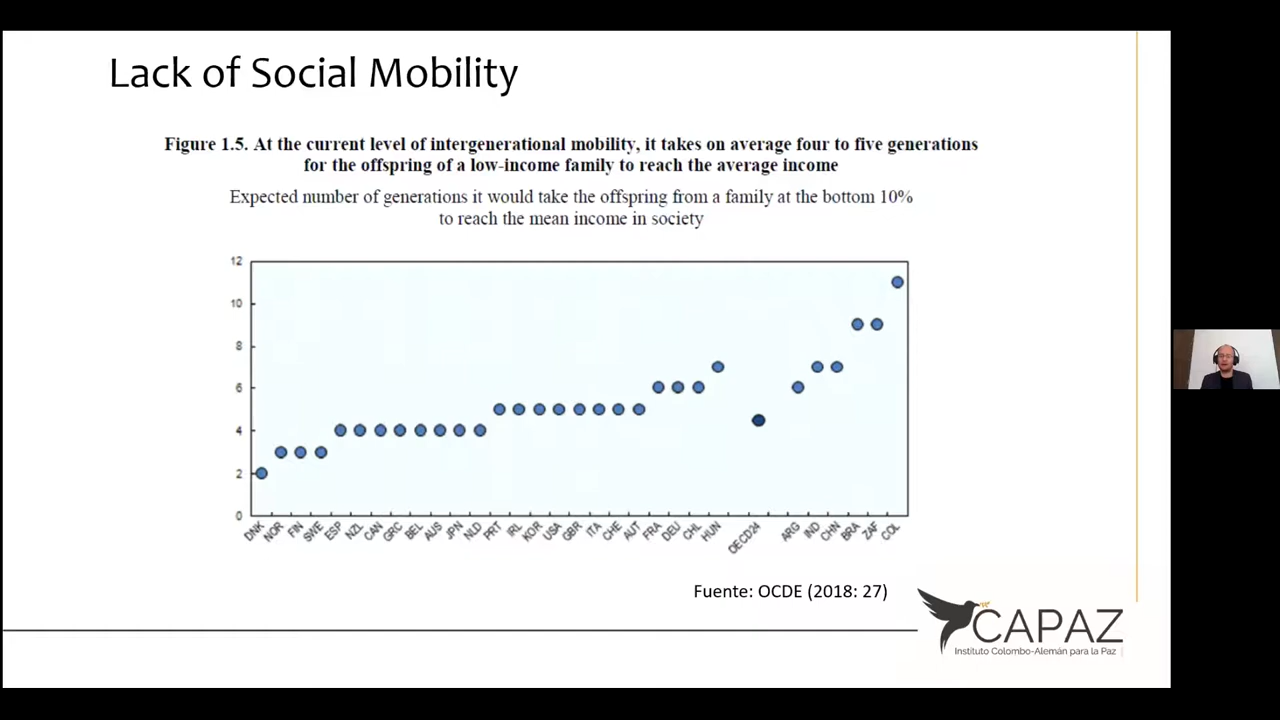 Lack of Social Mobility
Figure 1.5. At the current level of intergenerational mobility, it takes on average four to five generations
for the offspring of a low-income family to reach the average income
Expected number of generations it would take the offspring from a family at the bottom 10%
to reach the mean income in society
12
10
8
6
4
2
0
DNK NOR FIN SWE ESP NZL CAN GRC BEL AUS JPN NLD PRT IRL KOR USA GBR ITA CHE AUT FRA DEU CHL HUN OECD24 ARG IND CHN BRA ZAF COL
Fuente: OCDE (2018: 27)
CAPAZ
Instituto Colombo-Alemán para la Paz